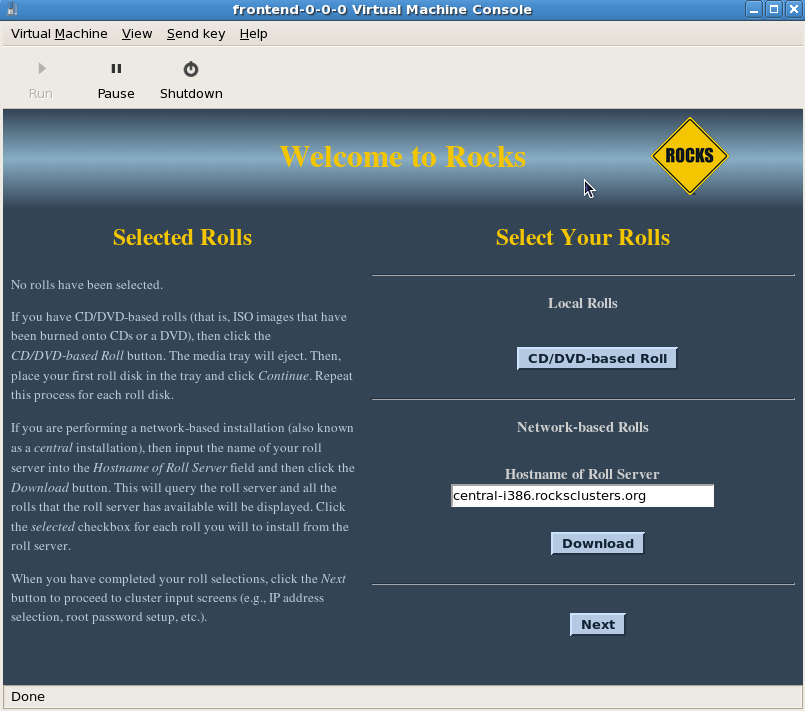 frontend-0-0-0 Virtual Machine Console
Virtual Machine View Send key Help
Run Pause Shutdown
Welcome to Rocks
ROCKS
Selected Rolls
No rolls have been selected.
If you have CD/DVD-based rolls (that is, ISO images that have
been burned onto CDs or a DVD), then click the
CD/DVD-based Roll button. The media tray will eject. Then,
place your first roll disk in the tray and click Continue. Repeat
this process for each roll disk.
If you are performing a network-based installation (also known
as a central installation), then input the name of your roll
server into the Hostname of Roll Server field and then click the
Download button. This will query the roll server and all the
rolls that the roll server has available will be displayed. Click
the selected checkbox for each roll you will to install from the
roll server.
When you have completed your roll selections, click the Next
button to proceed to cluster input screens (e.g., IP address
selection, root password setup, etc.).
Select Your Rolls
Local Rolls
CD/DVD-based Roll
Network-based Rolls
Hostname of Roll Server
central-i386.rocksclusters.org
Download
Next
Done